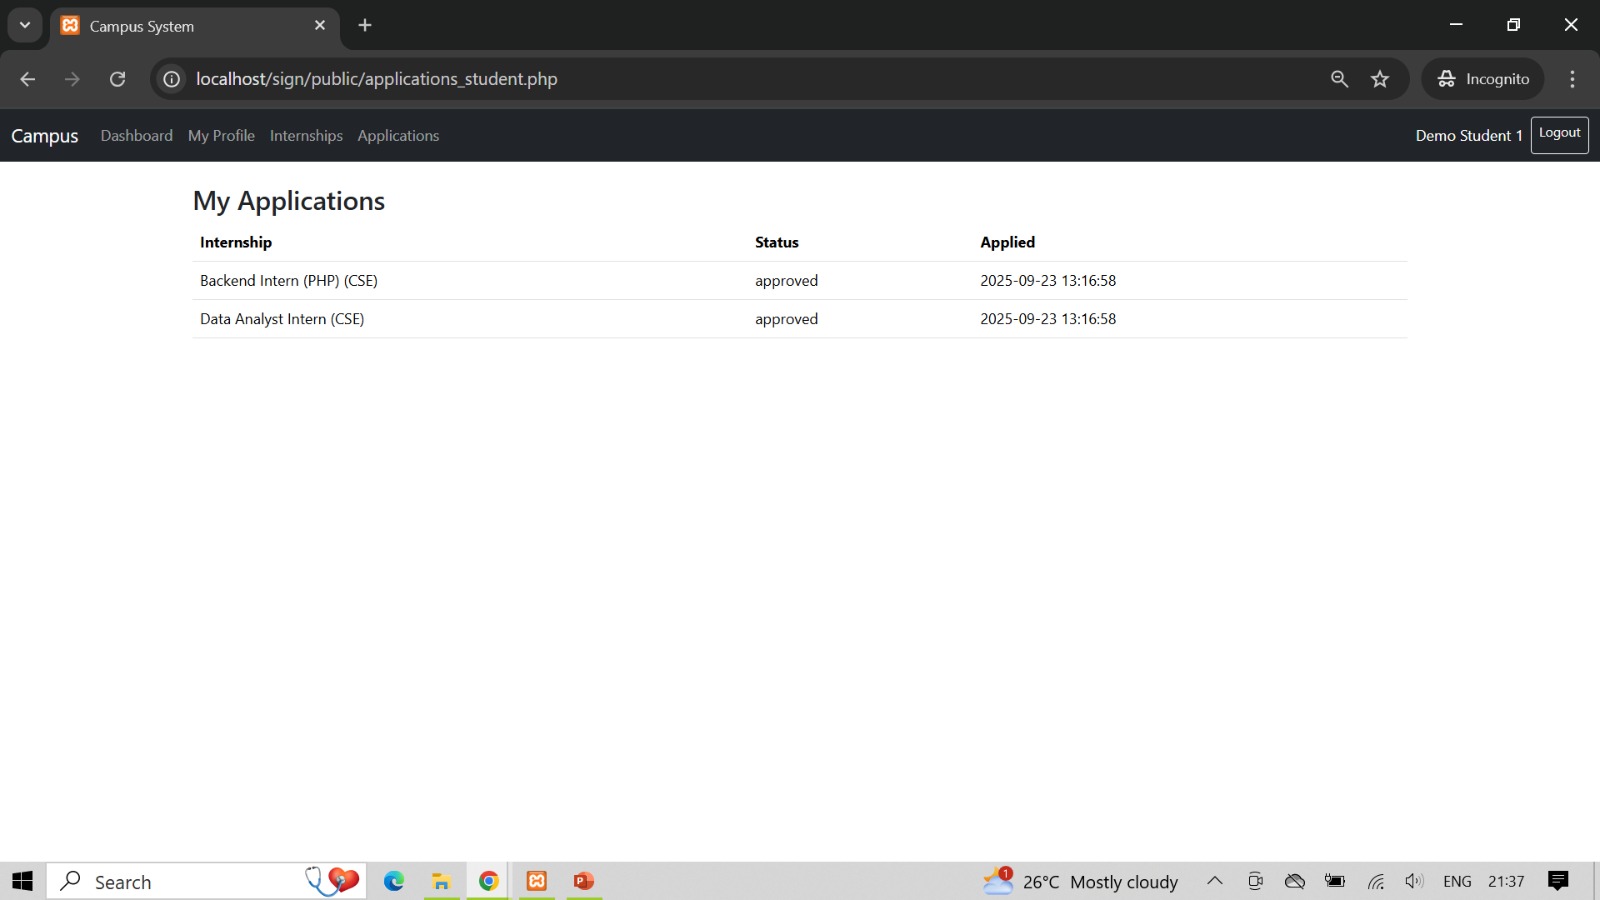 Campus System
localhost/sign/public/applications_student.php
Incognito
Campus Dashboard My Profile Internships Applications Demo Student 1 Logout
My Applications
Internship Status Applied
Backend Intern (PHP) (CSE) approved 2025-09-23 13:16:58
Data Analyst Intern (CSE) approved 2025-09-23 13:16:58
Search 1 26°C Mostly cloudy ENG 21:37